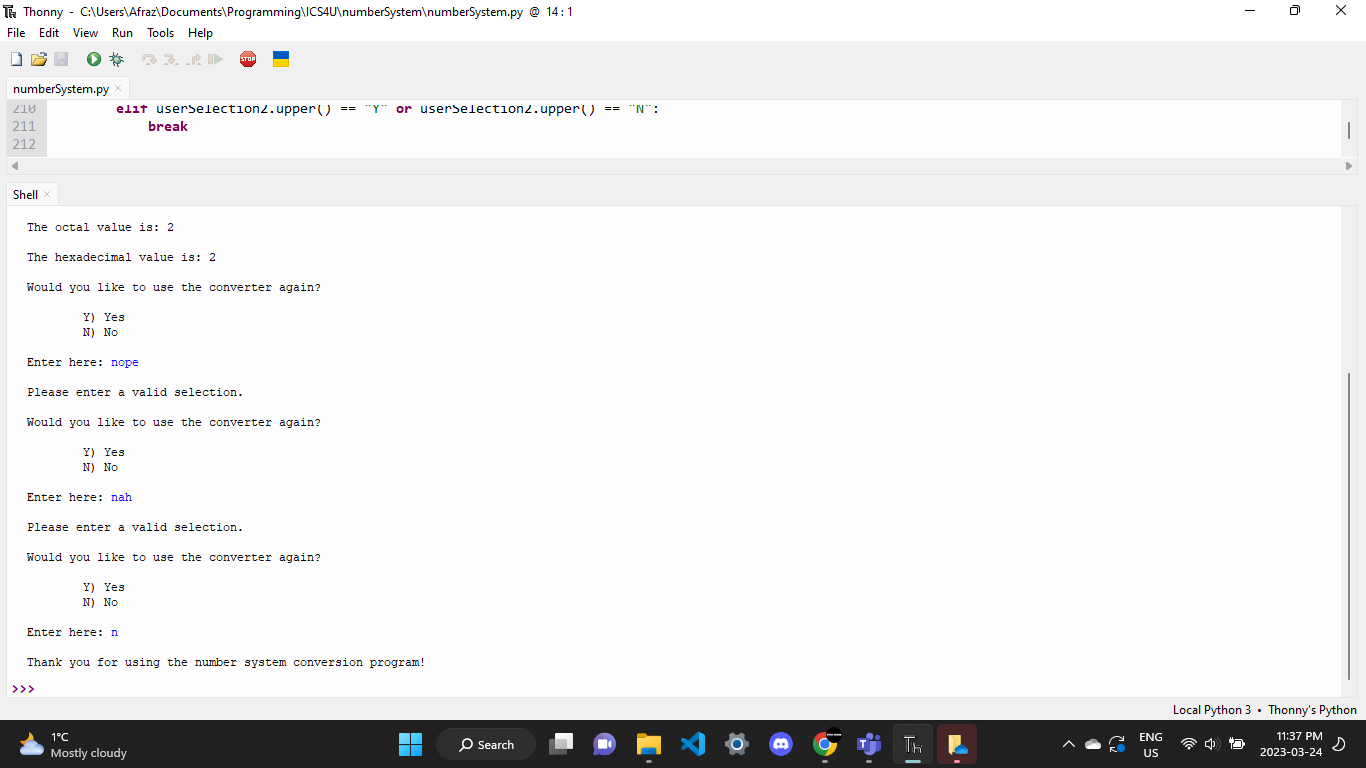 Thonny - C:\Users\Afraz\Documents\Programming\ICS4U\numberSystem\numberSystem.py @ 14 : 1
File Edit View Run Tools Help
STOP
numberSystem.py ×
210 elif userSelection2.upper() == "Y" or userSelection2.upper() == "N":
211 break
212
Shell ×
The octal value is: 2
The hexadecimal value is: 2
Would you like to use the converter again?
Y) Yes
N) No
Enter here: nope
Please enter a valid selection.
Would you like to use the converter again?
Y) Yes
N) No
Enter here: nah
Please enter a valid selection.
Would you like to use the converter again?
Y) Yes
N) No
Enter here: n
Thank you for using the number system conversion program!
>>>
Local Python 3 • Thonny's Python
1°C
Mostly cloudy
Search
ENG
US
11:37 PM
2023-03-24